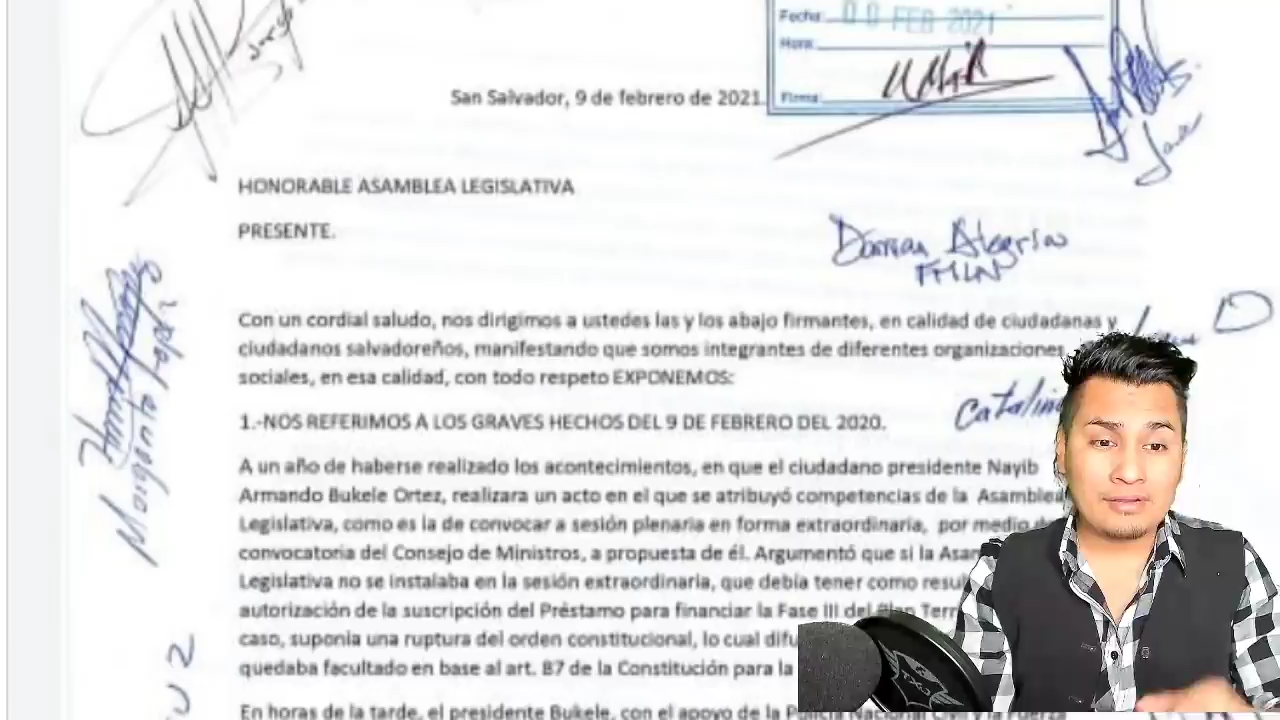 Fecha: 09 FEB 2021
Hora:
San Salvador, 9 de febrero de 2021.
Firma:
HONORABLE ASAMBLEA LEGISLATIVA
PRESENTE.
Damian Alegria
FMLN
Con un cordial saludo, nos dirigimos a ustedes las y los abajo firmantes, en calidad de ciudadanas y
ciudadanos salvadoreños, manifestando que somos integrantes de diferentes organizaciones
sociales, en esa calidad, con todo respeto EXPONEMOS:
Catalin
1.-NOS REFERIMOS A LOS GRAVES HECHOS DEL 9 DE FEBRERO DEL 2020.
A un año de haberse realizado los acontecimientos, en que el ciudadano presidente Nayib
Armando Bukele Ortez, realizara un acto en el que se atribuyó competencias de la Asamblea
Legislativa, como es la de convocar a sesión plenaria en forma extraordinaria, por medio d
convocatoria del Consejo de Ministros, a propuesta de él. Argumentó que si la Asam
Legislativa no se instalaba en la sesión extraordinaria, que debía tener como resul
autorización de la suscripción del Préstamo para financiar la Fase III del Plan Terr
caso, suponía una ruptura del orden constitucional, lo cual difu
quedaba facultado en base al art. 87 de la Constitución para la
En horas de la tarde, el presidente Bukele, con el apoyo de la Policía Nacional Civil y la Fuerza